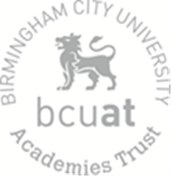 BIRMINGHAM CITY UNIVERSITY
bcuat
Academies Trust